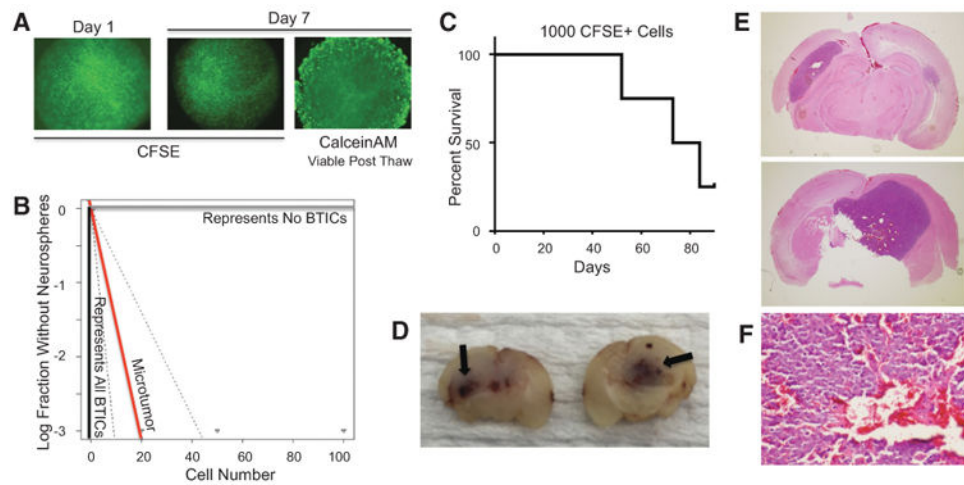 A
Day 1
Day 7
CFSE
CalceinAM
Viable Post Thaw
B
Log Fraction Without Neurospheres
0
-1
-2
-3
Represents No BTICs
Represents All BTICs
Microtumor
0 20 40 60 80 100
Cell Number
C
1000 CFSE+ Cells
Percent Survival
100
50
0
0 20 40 60 80
Days
D
E
F